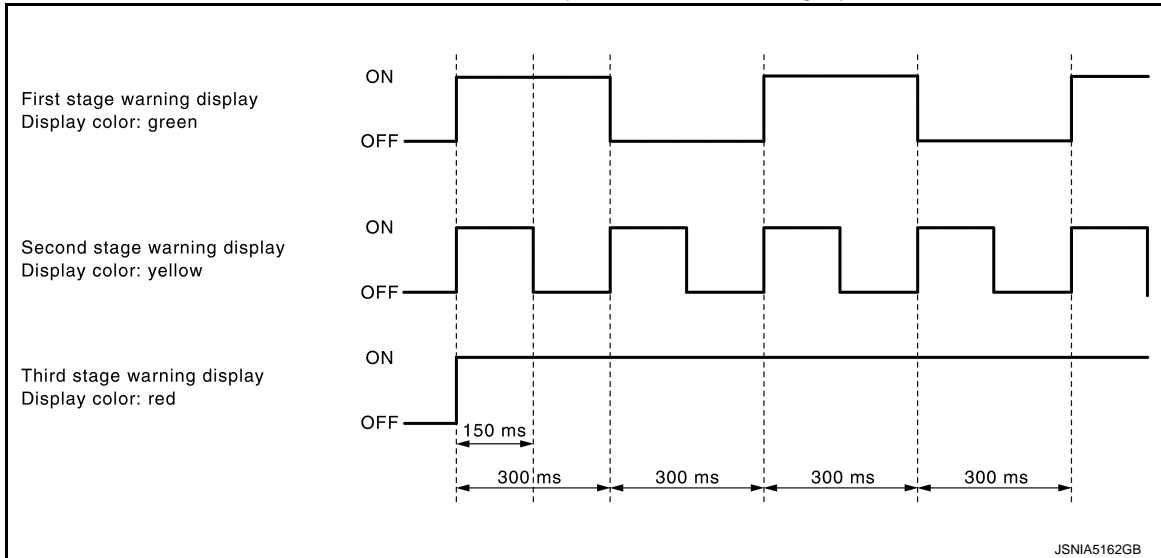 ON
First stage warning display
Display color: green
OFF
ON
Second stage warning display
Display color: yellow
OFF
ON
Third stage warning display
Display color: red
OFF
150 ms
300 ms 300 ms 300 ms 300 ms
JSNIA5162GB